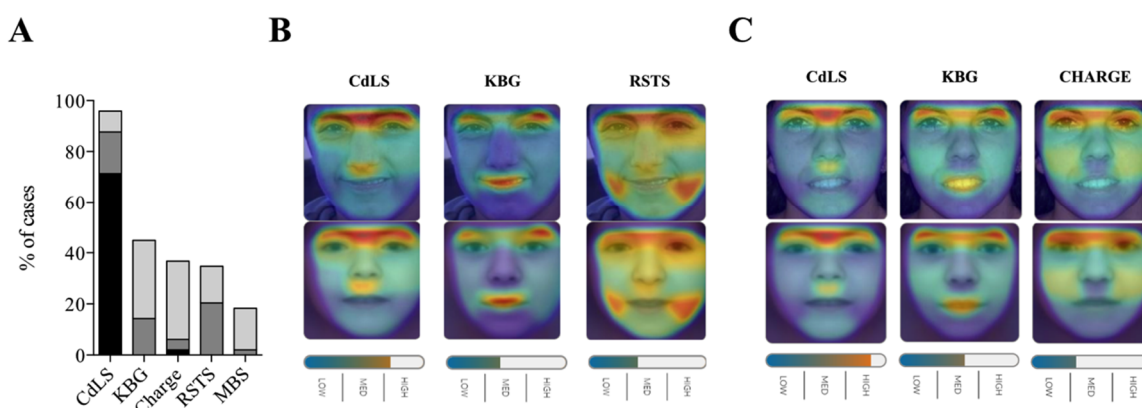 A
B
C
% of cases
100
80
60
40
20
0
CdLS
KBG
Charge
RSTS
MBS
CdLS KBG RSTS
LOW MED HIGH LOW MED HIGH LOW MED HIGH
CdLS KBG CHARGE
LOW MED HIGH LOW MED HIGH LOW MED HIGH